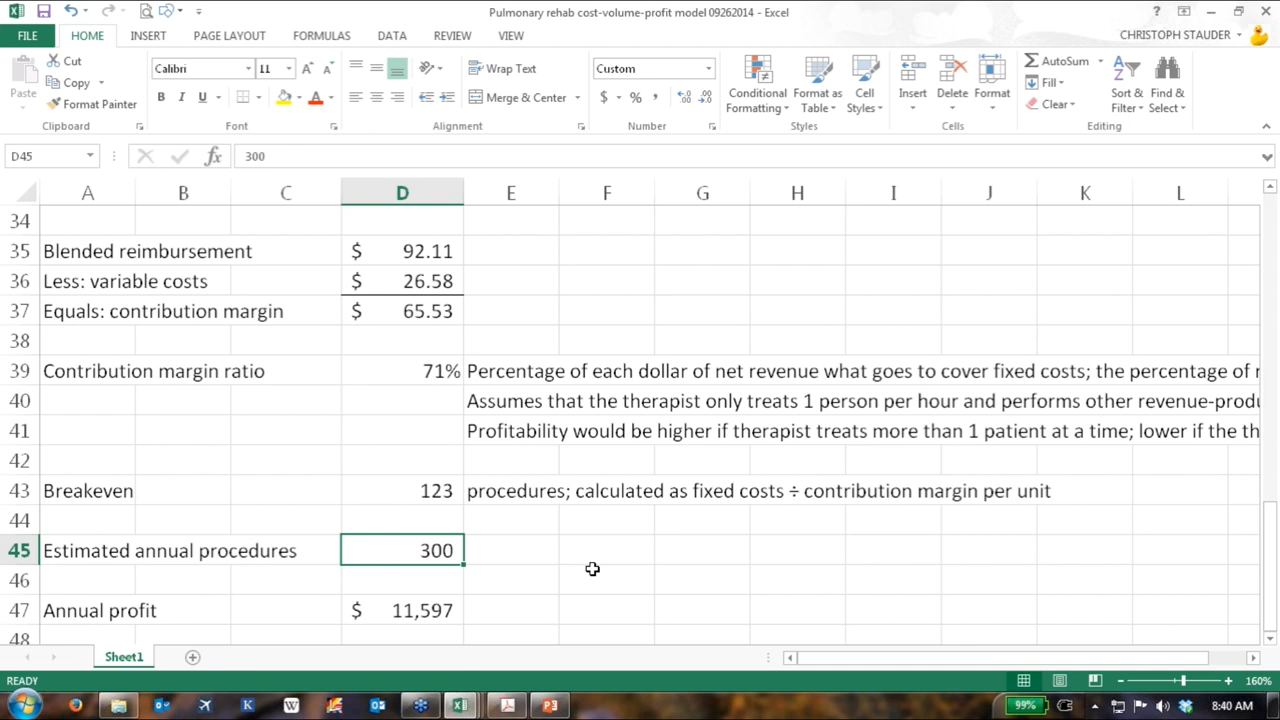 Pulmonary rehab cost-volume-profit model 09262014 - Excel
FILE HOME INSERT PAGE LAYOUT FORMULAS DATA REVIEW VIEW CHRISTOPH STAUDER
Paste
Cut
Copy
Format Painter
Clipboard
Calibri 11
B I U A
Font
Wrap Text
Merge & Center
Alignment
Custom
$ % ,
Number
Conditional Formatting
Format as Table
Cell Styles
Styles
Insert
Delete
Format
Cells
AutoSum
Fill
Clear
Sort & Filter
Find & Select
Editing
D45 fx 300
A B C D E F G H I J K L
34
35 Blended reimbursement $ 92.11
36 Less: variable costs $ 26.58
37 Equals: contribution margin $ 65.53
38
39 Contribution margin ratio 71% Percentage of each dollar of net revenue what goes to cover fixed costs; the percentage of
40 Assumes that the therapist only treats 1 person per hour and performs other revenue-produ
41 Profitability would be higher if therapist treats more than 1 patient at a time; lower if the th
42
43 Breakeven 123 procedures; calculated as fixed costs ÷ contribution margin per unit
44
45 Estimated annual procedures 300
46
47 Annual profit $ 11,597
48
Sheet1
READY 160%
99% 8:40 AM